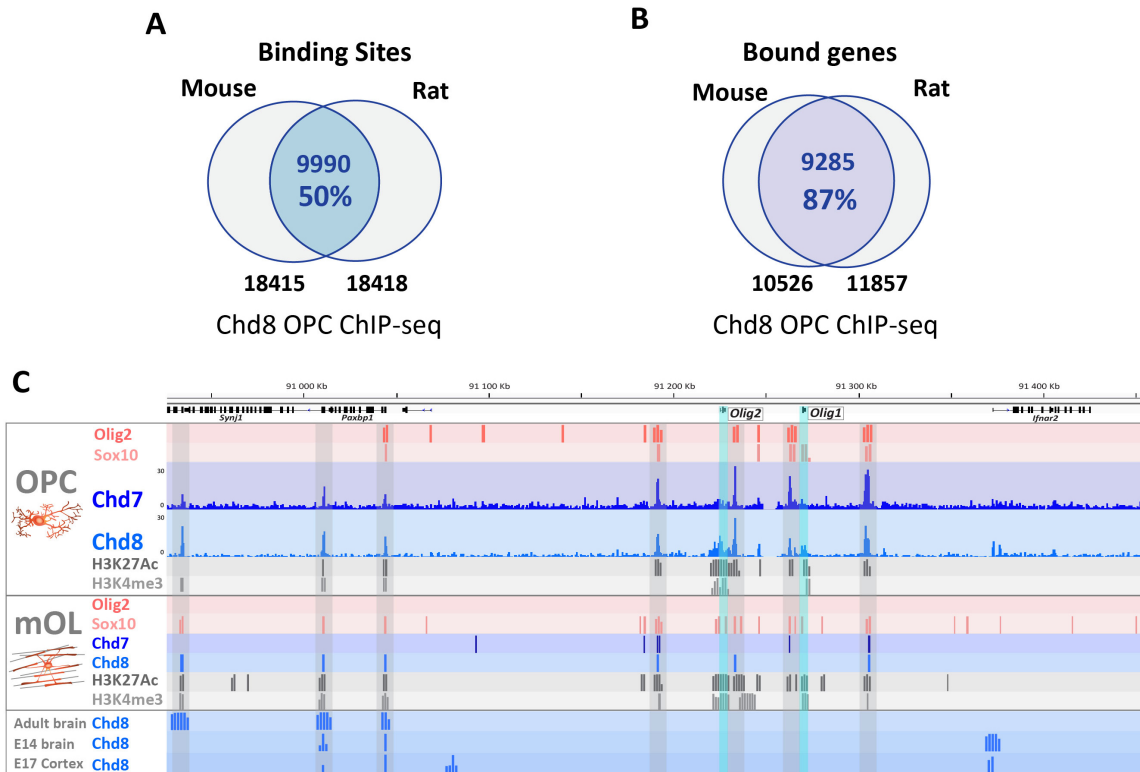 A
Binding Sites
Mouse
Rat
9990
50%
18415
18418
Chd8 OPC ChIP-seq
B
Bound genes
Mouse
Rat
9285
87%
10526
11857
Chd8 OPC ChIP-seq
C
91 000 Kb
91 100 Kb
91 200 Kb
91 300 Kb
91 400 Kb
Synj1
Paxbp1
Olig2
Olig1
Ifnar2
OPC
Olig2
Sox10
30
Chd7
0
30
Chd8
0
H3K27Ac
H3K4me3
mOL
Olig2
Sox10
Chd7
Chd8
H3K27Ac
H3K4me3
Adult brain Chd8
E14 brain Chd8
E17 Cortex Chd8